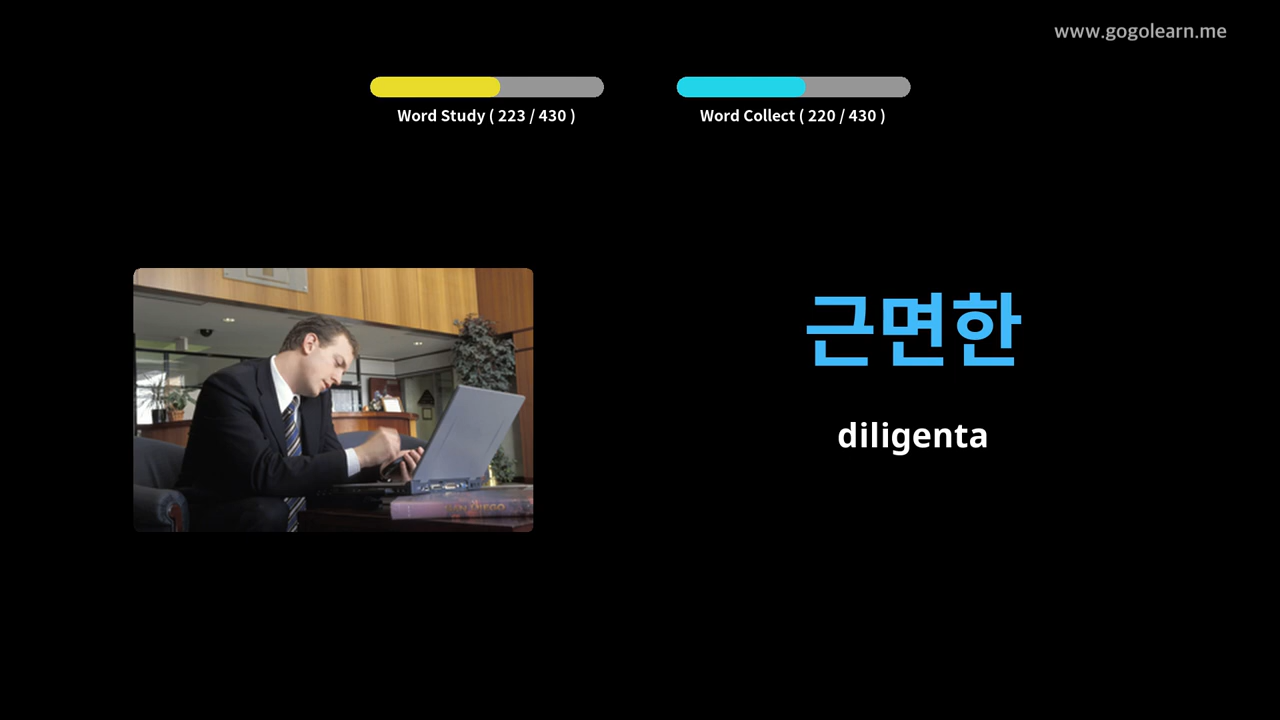 www.gogolearn.me
Word Study ( 223 / 430 )
Word Collect ( 220 / 430 )
근면한
diligenta